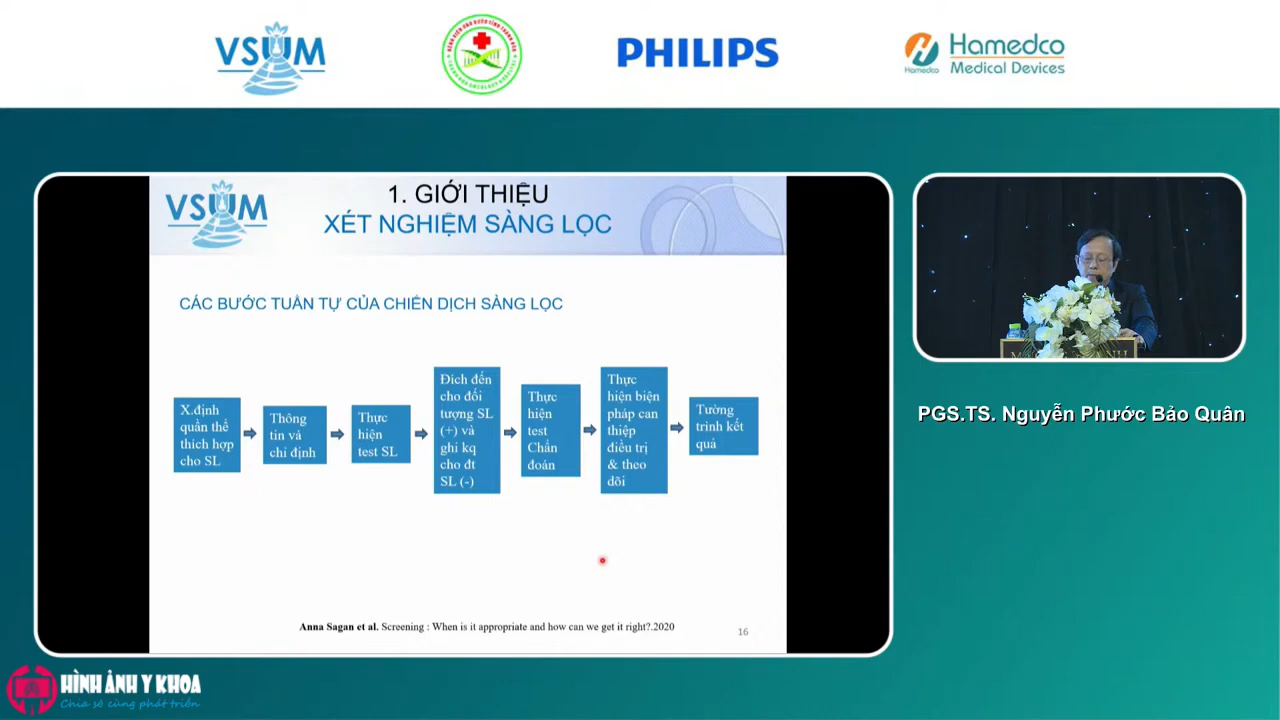 VSUM
PHILIPS
Hamedco
Hamedco
Medical Devices
VSUM
1. GIỚI THIỆU
XÉT NGHIỆM SÀNG LỌC
CÁC BƯỚC TUẦN TỰ CỦA CHIẾN DỊCH SÀNG LỌC
X.định
quần thể
thích hợp
cho SL
Thông
tin và
chỉ định
Thực
hiện
test SL
Đích đến
cho đối
tượng SL
(+) và
ghi kq
cho đt
SL (-)
Thực
hiện
test
Chẩn
đoán
Thực
hiện biện
pháp can
thiệp
điều trị
& theo
dõi
Tường
trình kết
quả
Anna Sagan et al. Screening : When is it appropriate and how can we get it right?.2020
16
PGS.TS. Nguyễn Phước Bảo Quân
HÌNH ẢNH Y KHOA
Chia sẻ cùng phát triển